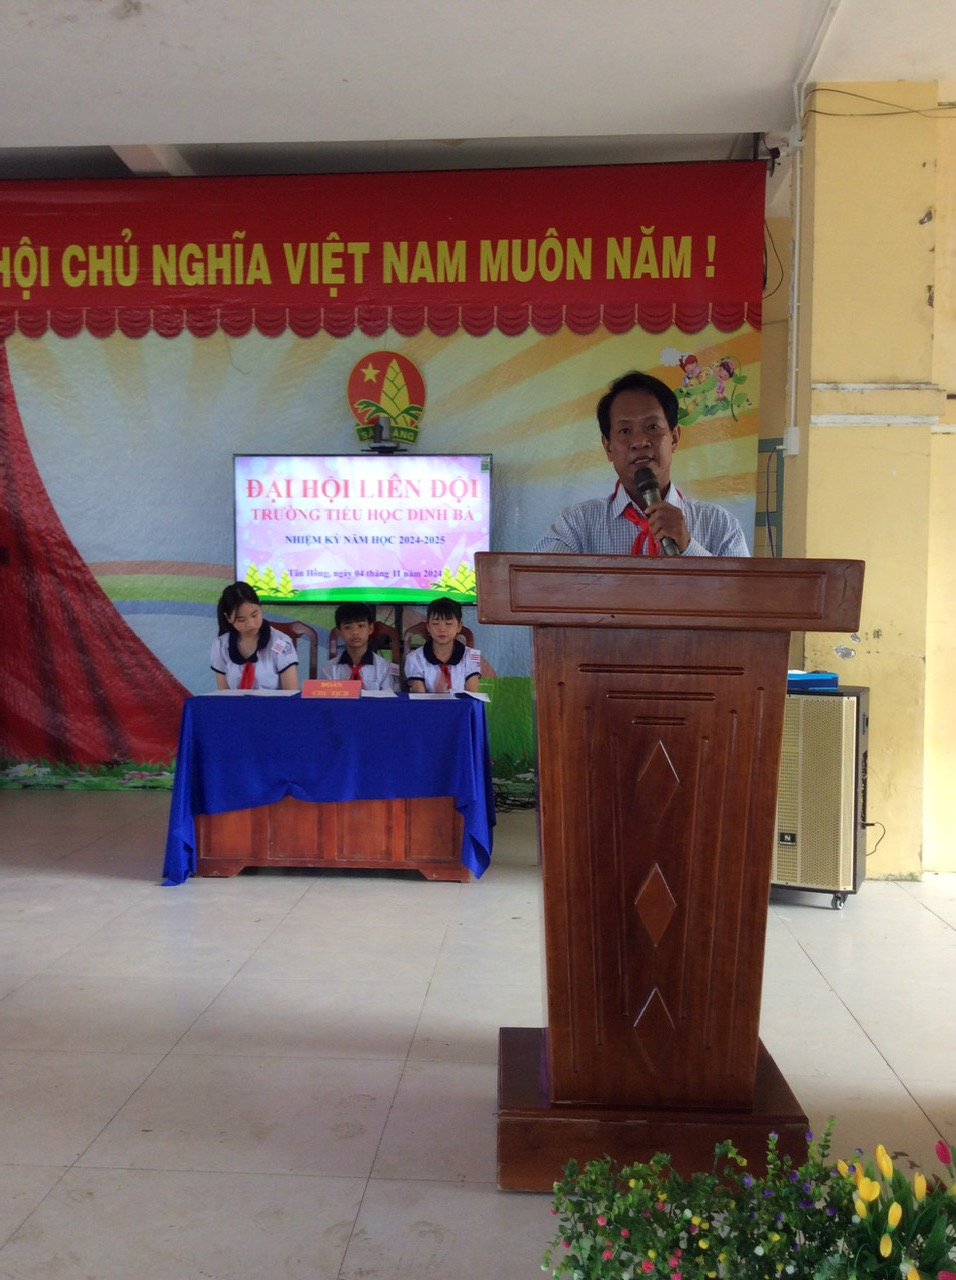 HỘI CHỦ NGHĨA VIỆT NAM MUÔN NĂM !
ĐẠI HỘI LIÊN ĐỘI
TRƯỜNG TIỂU HỌC DINH BÀ
NHIỆM KỲ NĂM HỌC 2024-2025
Tân Hồng, ngày 04 tháng 11 năm 2024
ĐOÀN
CHỦ TỊCH